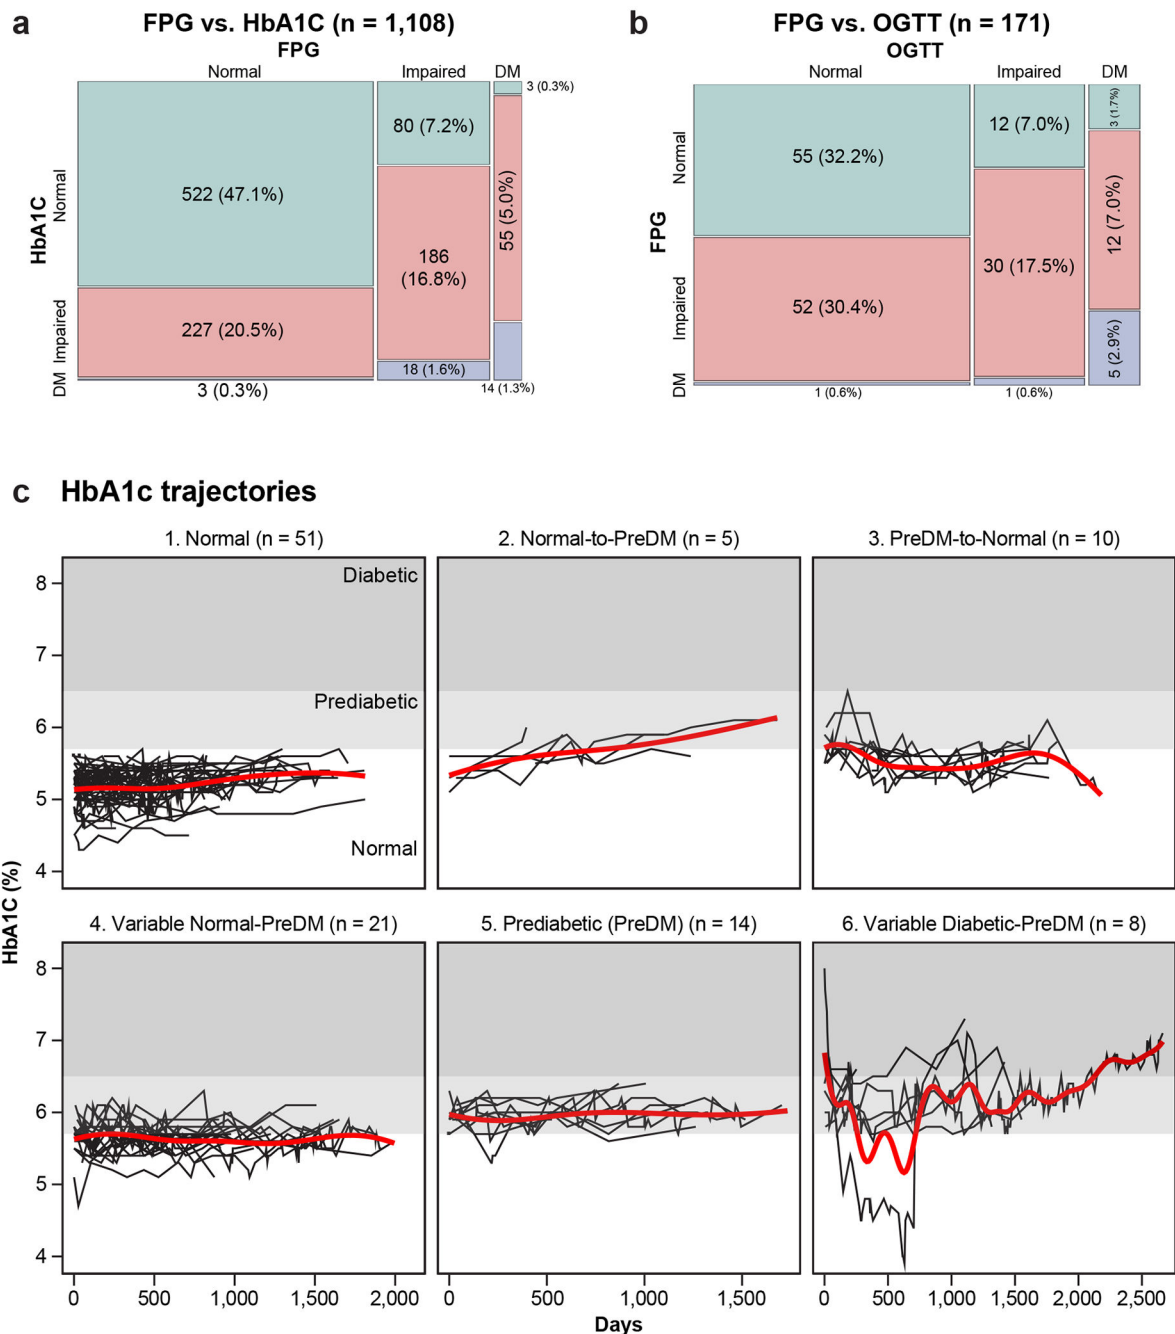 a
FPG vs. HbA1C (n = 1,108)
FPG
Normal
Impaired
DM
HbA1C
Normal
Impaired
DM
522 (47.1%)
80 (7.2%)
3 (0.3%)
227 (20.5%)
186
(16.8%)
55 (5.0%)
3 (0.3%)
18 (1.6%)
14 (1.3%)
b
FPG vs. OGTT (n = 171)
OGTT
Normal
Impaired
DM
FPG
Normal
Impaired
DM
55 (32.2%)
12 (7.0%)
3 (1.7%)
52 (30.4%)
30 (17.5%)
12 (7.0%)
1 (0.6%)
1 (0.6%)
5 (2.9%)
c HbA1c trajectories
1. Normal (n = 51)
2. Normal-to-PreDM (n = 5)
3. PreDM-to-Normal (n = 10)
Diabetic
Prediabetic
Normal
8
7
6
5
4
HbA1C (%)
4. Variable Normal-PreDM (n = 21)
5. Prediabetic (PreDM) (n = 14)
6. Variable Diabetic-PreDM (n = 8)
8
7
6
5
4
0 500 1,000 1,500 2,000
0 500 1,000 1,500
0 500 1,000 1,500 2,000 2,500
Days